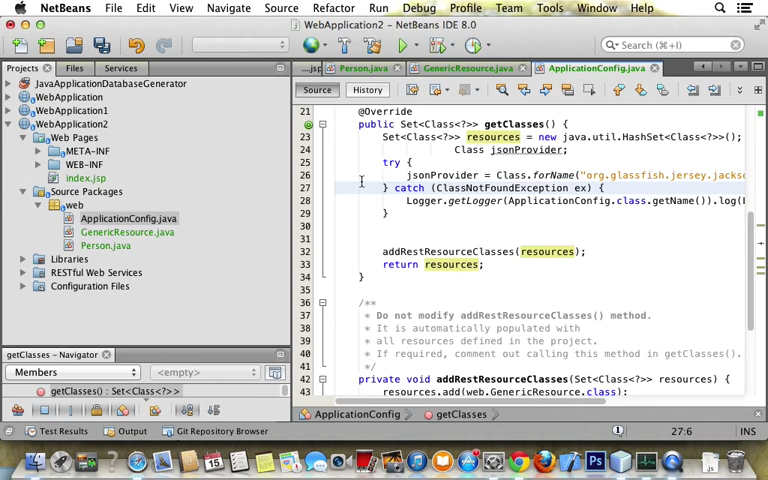 NetBeans File Edit View Navigate Source Refactor Run Debug Profile Team Tools Window Help
WebApplication2 - NetBeans IDE 8.0
Search (⌘+I)
Projects Files Services
....jsp Person.java GenericResource.java ApplicationConfig.java
Source History
JavaApplicationDatabaseGenerator
WebApplication
WebApplication1
WebApplication2
Web Pages
META-INF
WEB-INF
index.jsp
Source Packages
web
ApplicationConfig.java
GenericResource.java
Person.java
Libraries
RESTful Web Services
Configuration Files
getClasses - Navigator
Members <empty>
getClasses() : Set<Class<?>>
21 @Override
public Set<Class<?>> getClasses() {
23 Set<Class<?>> resources = new java.util.HashSet<Class<?>>();
24 Class jsonProvider;
25 try {
26 jsonProvider = Class.forName("org.glassfish.jersey.jackso
27 } catch (ClassNotFoundException ex) {
28 Logger.getLogger(ApplicationConfig.class.getName()).log(L
29 }
30
31
32 addRestResourceClasses(resources);
33 return resources;
34 }
35
36 /**
37 * Do not modify addRestResourceClasses() method.
38 * It is automatically populated with
39 * all resources defined in the project.
40 * If required, comment out calling this method in getClasses().
41 */
42 private void addRestResourceClasses(Set<Class<?>> resources) {
43 resources.add(web.GenericResource.class);
ApplicationConfig getClasses
Test Results Output Git Repository Browser 27:6 INS